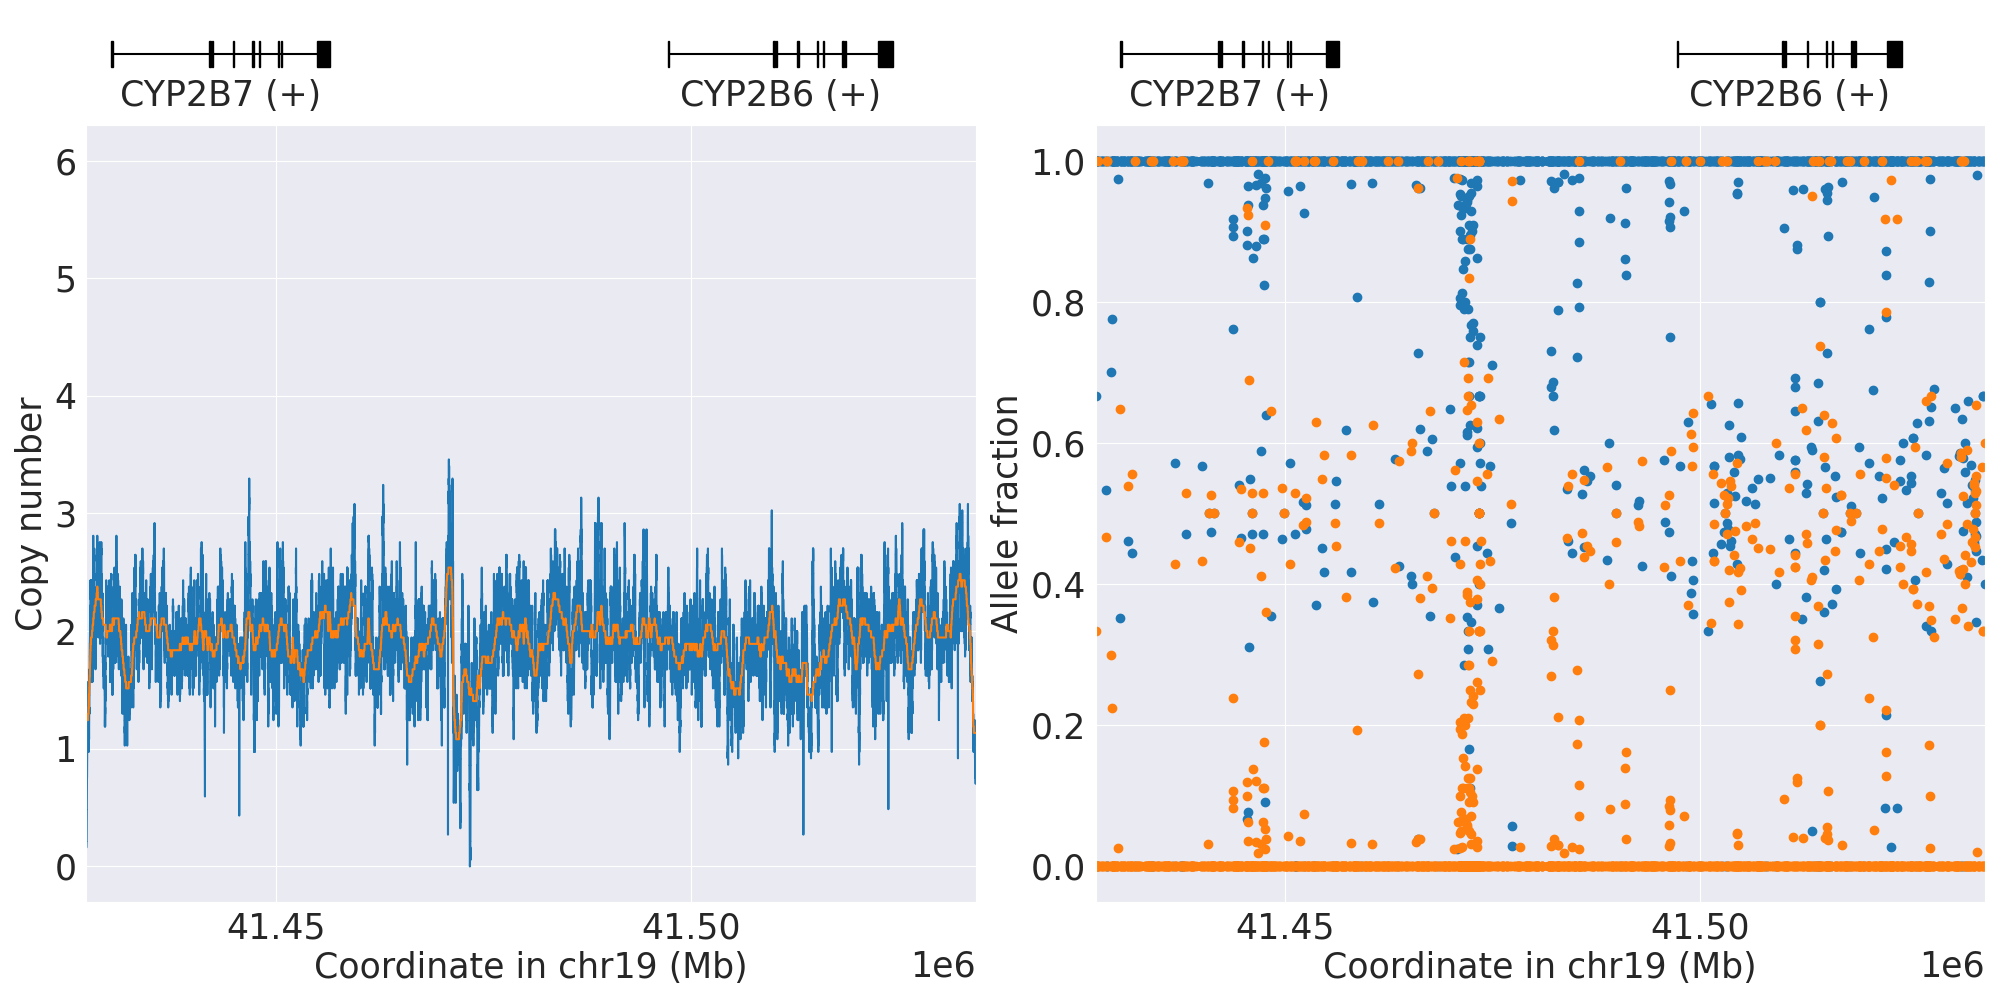 CYP2B7 (+)
CYP2B6 (+)
Copy number
6
5
4
3
2
1
0
41.45
41.50
Coordinate in chr19 (Mb)
1e6
CYP2B7 (+)
CYP2B6 (+)
Allele fraction
1.0
0.8
0.6
0.4
0.2
0.0
41.45
41.50
Coordinate in chr19 (Mb)
1e6